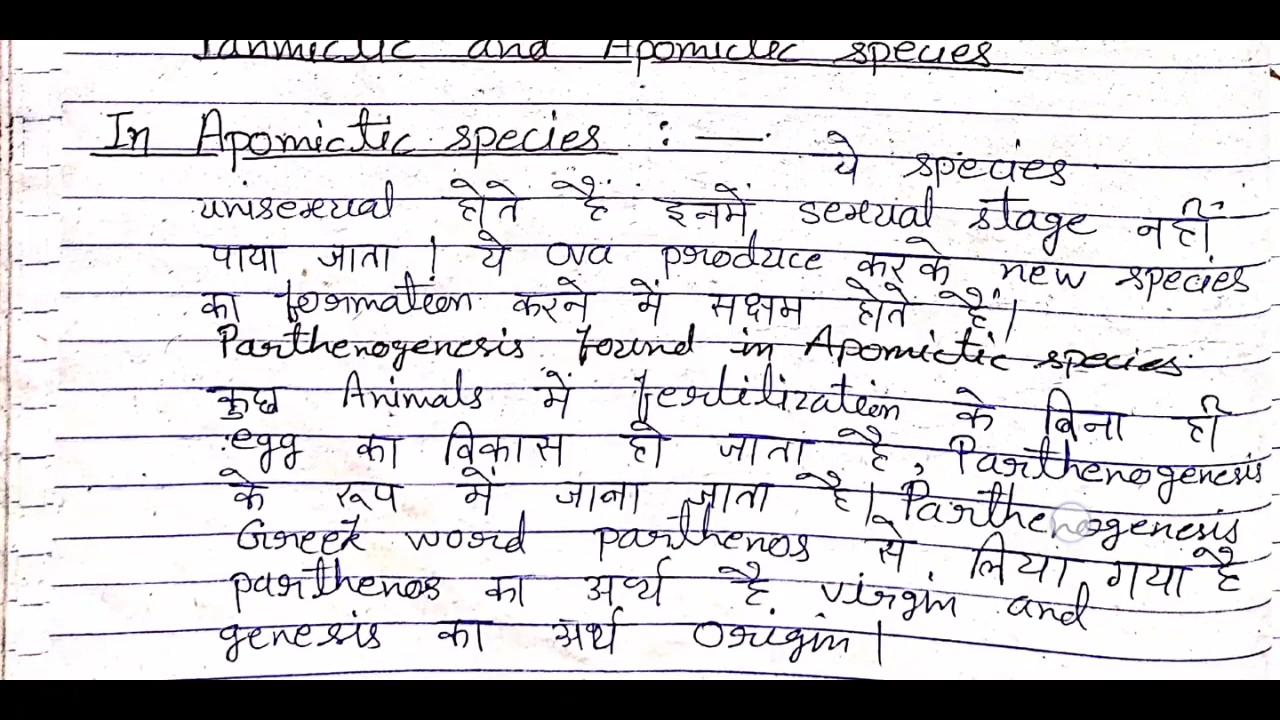 and Apomictic species
In Apomictic species :— ये species
unisexual होते हैं इनमें sexual stage नहीं
पाया जाता | ये ova produce करके new species
का formation करने में सक्षम होते हैं |
Parthenogenesis found in Apomictic species
कुछ Animals में fertilization के बिना ही
egg का विकास हो जाता है, Parthenogenesis
के रूप में जाना जाता है | Parthenogenesis
Greek word parthenos से लिया गया है
parthenos का अर्थ है virgin and
genesis का अर्थ Origin |